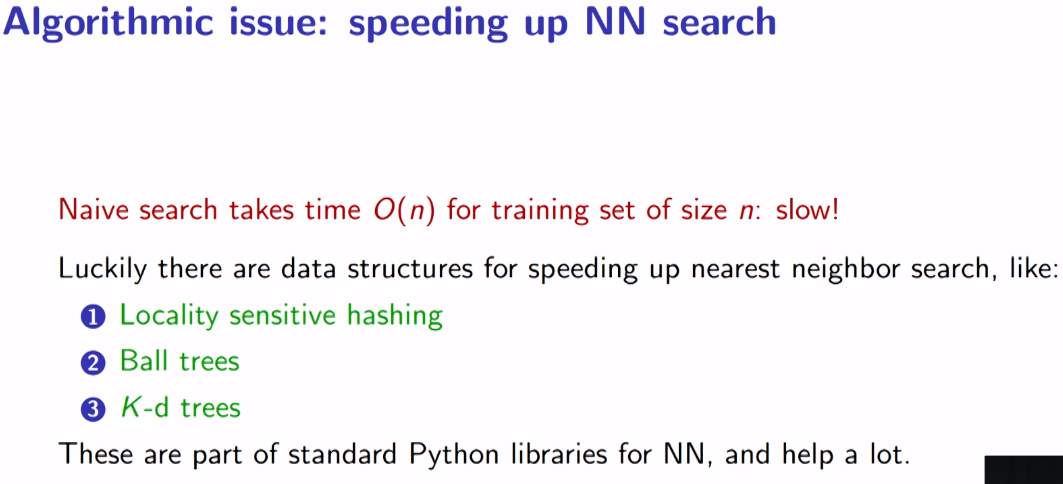 Algorithmic issue: speeding up NN search
Naive search takes time O(n) for training set of size n: slow!
Luckily there are data structures for speeding up nearest neighbor search, like:
1 Locality sensitive hashing
2 Ball trees
3 K-d trees
These are part of standard Python libraries for NN, and help a lot.